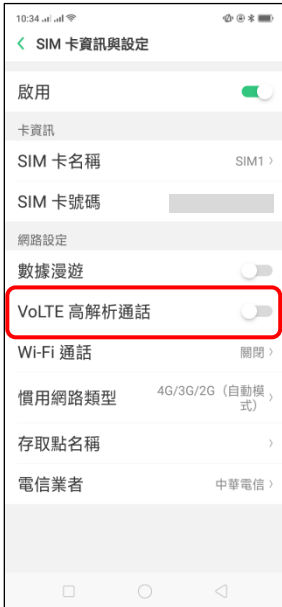 10:34
SIM 卡資訊與設定
啟用
卡資訊
SIM 卡名稱 SIM1
SIM 卡號碼
網路設定
數據漫遊
VoLTE 高解析通話
Wi-Fi 通話 關閉
慣用網路類型 4G/3G/2G（自動模
式）
存取點名稱
電信業者 中華電信